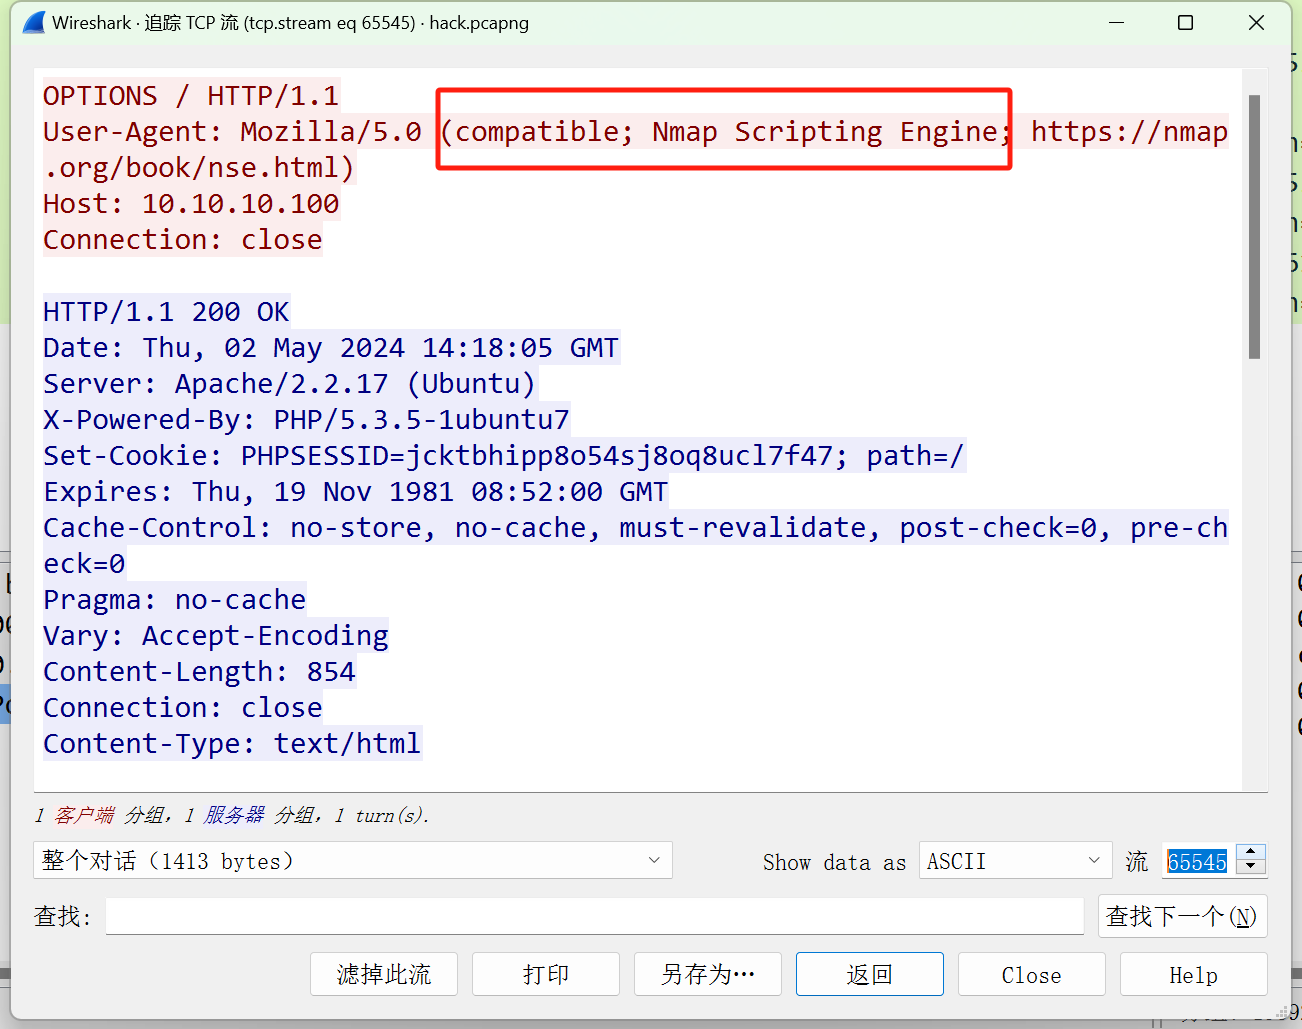 Wireshark · 追踪 TCP 流 (tcp.stream eq 65545) · hack.pcapng
OPTIONS / HTTP/1.1
User-Agent: Mozilla/5.0 (compatible; Nmap Scripting Engine; https://nmap
.org/book/nse.html)
Host: 10.10.10.100
Connection: close
HTTP/1.1 200 OK
Date: Thu, 02 May 2024 14:18:05 GMT
Server: Apache/2.2.17 (Ubuntu)
X-Powered-By: PHP/5.3.5-1ubuntu7
Set-Cookie: PHPSESSID=jcktbhipp8o54sj8oq8ucl7f47; path=/
Expires: Thu, 19 Nov 1981 08:52:00 GMT
Cache-Control: no-store, no-cache, must-revalidate, post-check=0, pre-ch
eck=0
Pragma: no-cache
Vary: Accept-Encoding
Content-Length: 854
Connection: close
Content-Type: text/html
1 客户端 分组, 1 服务器 分组, 1 turn(s).
整个对话 (1413 bytes)
Show data as ASCII 流 65545
查找: 查找下一个(N)
滤掉此流 打印 另存为… 返回 Close Help